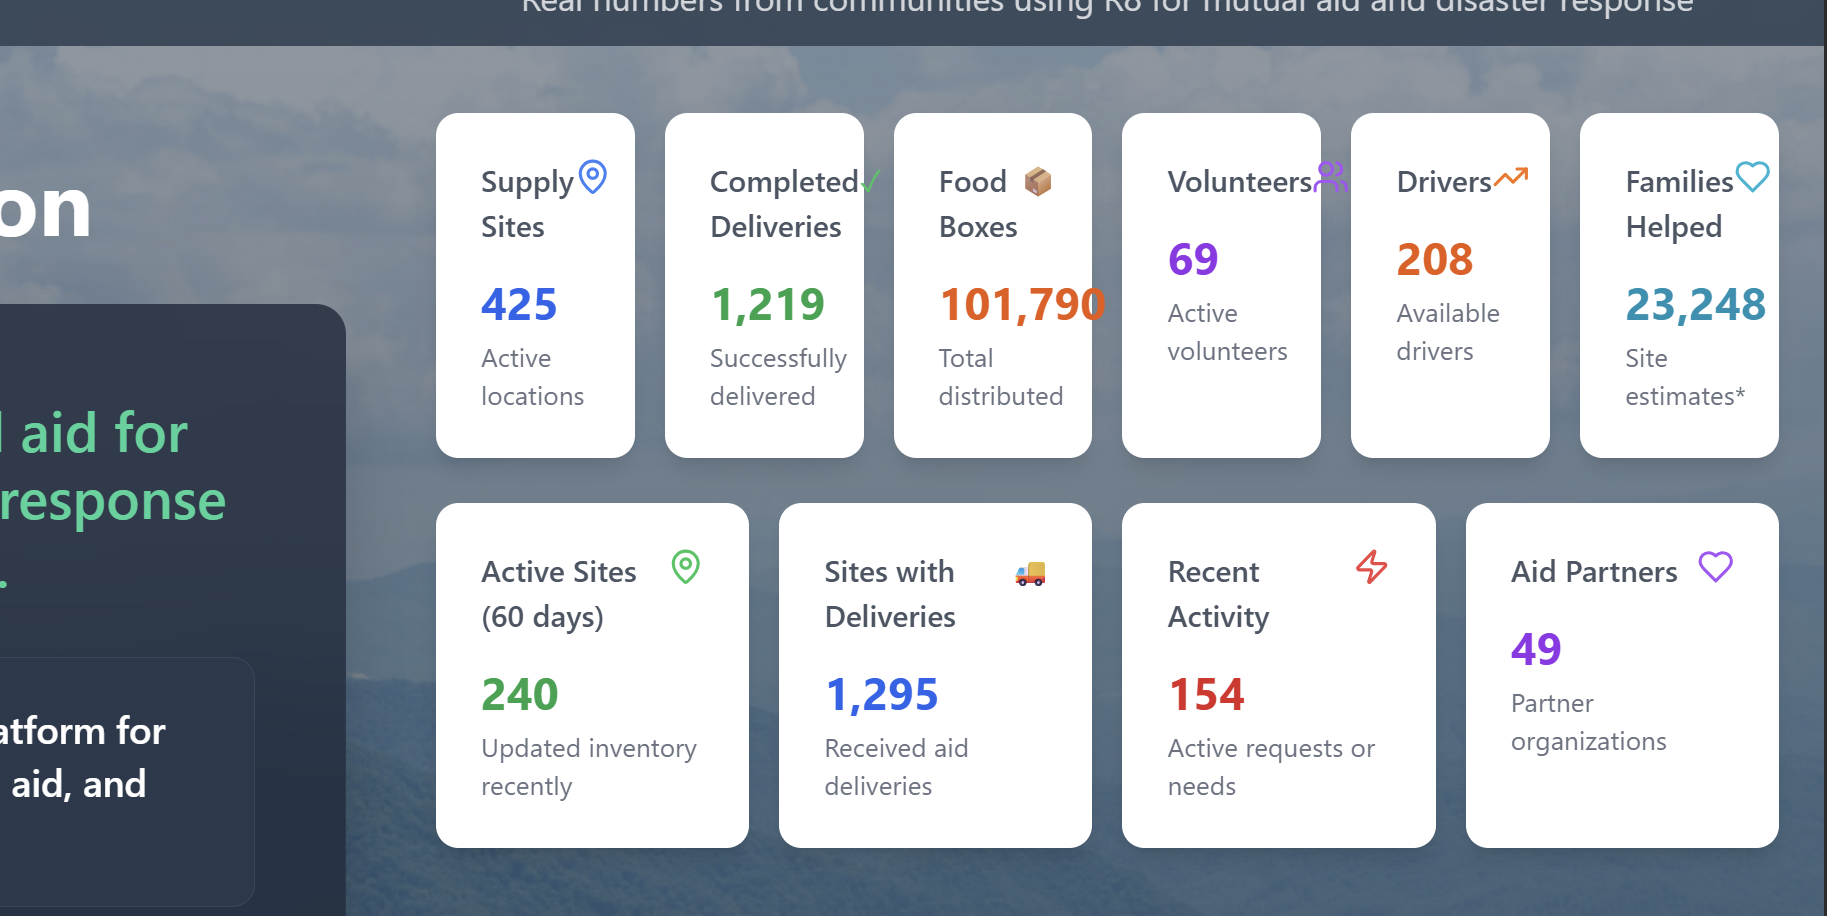 Real numbers from communities using R8 for mutual aid and disaster response
on
aid for
response
.
atform for
aid, and
Supply
Sites
425
Active
locations
Completed✓
Deliveries
1,219
Successfully
delivered
Food 📦
Boxes
101,790
Total
distributed
Volunteers
69
Active
volunteers
Drivers
208
Available
drivers
Families
Helped
23,248
Site
estimates*
Active Sites
(60 days)
240
Updated inventory
recently
Sites with 🚚
Deliveries
1,295
Received aid
deliveries
Recent
Activity
154
Active requests or
needs
Aid Partners
49
Partner
organizations